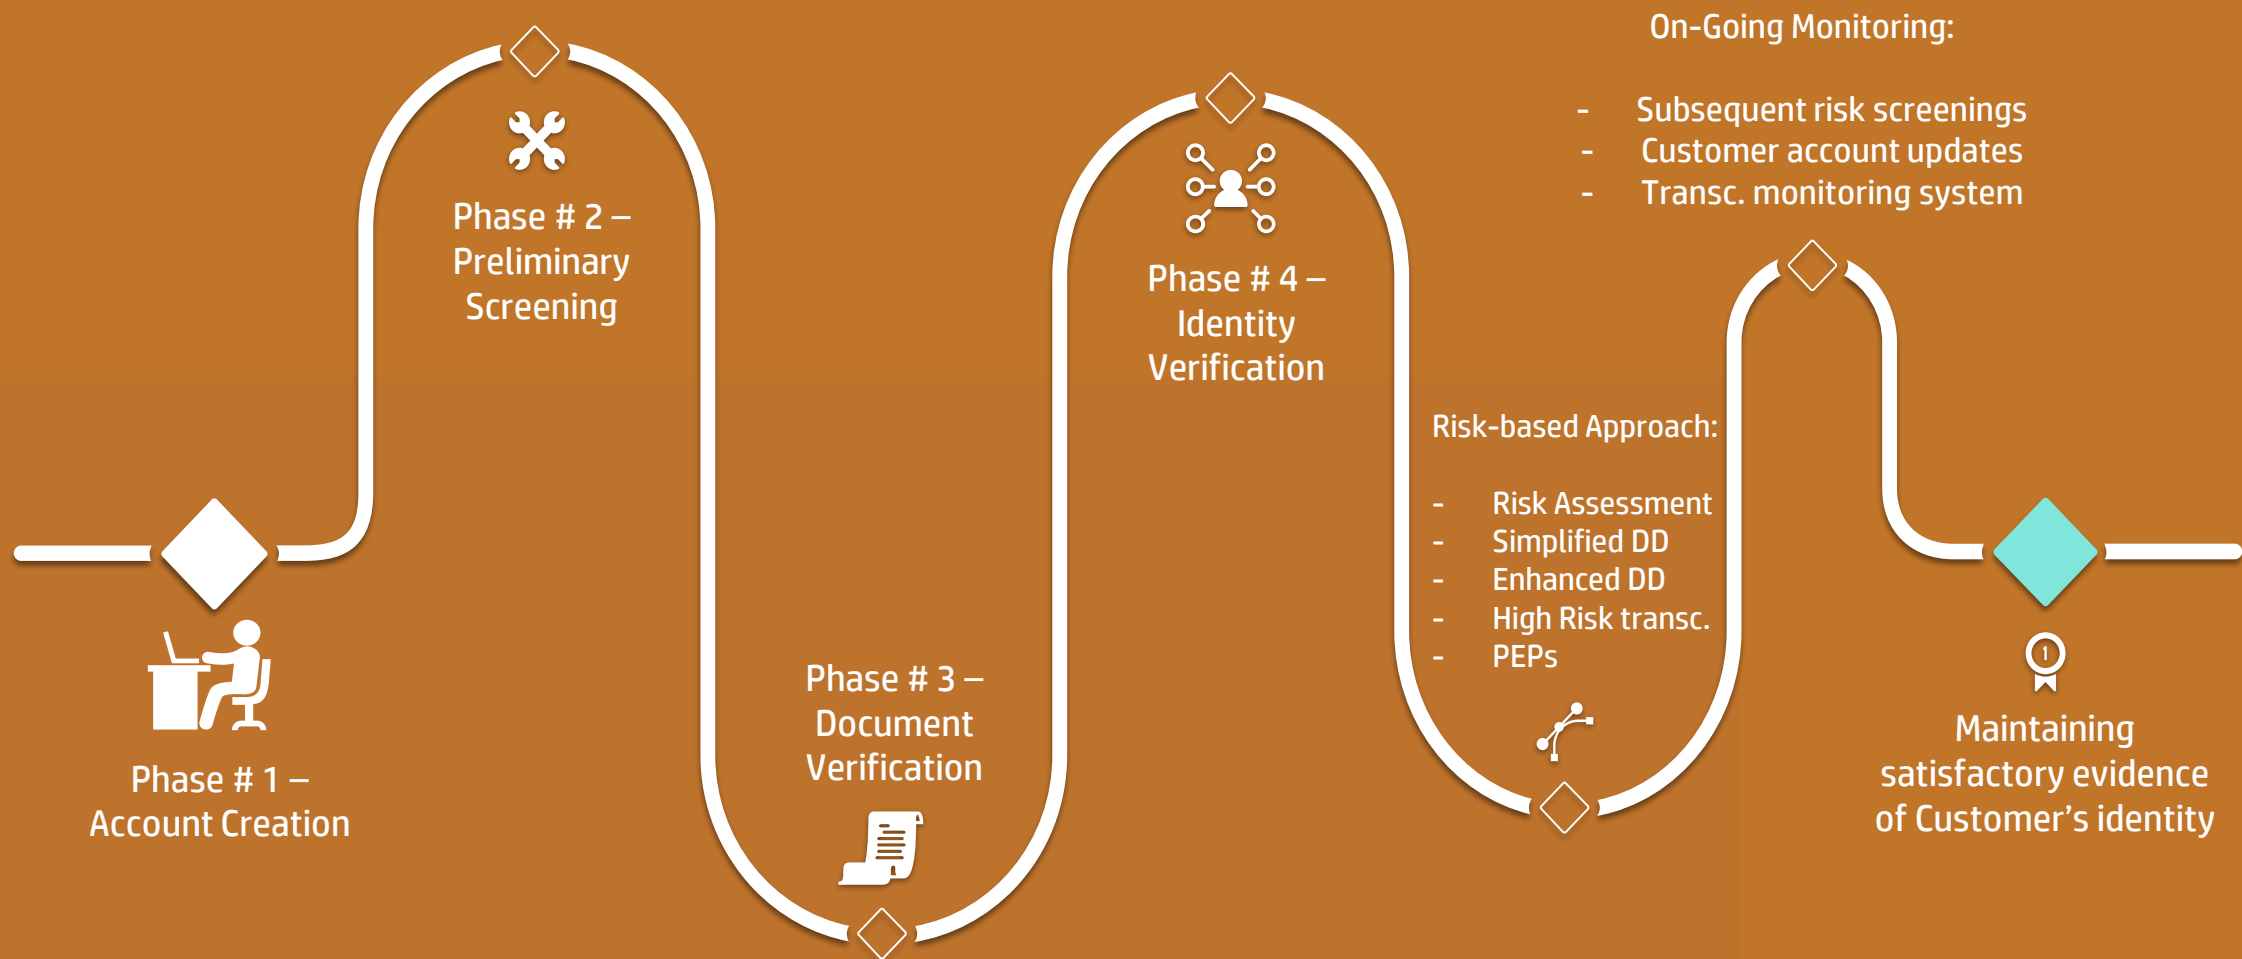 Phase # 1 –
Account Creation
Phase # 2 –
Preliminary
Screening
Phase # 3 –
Document
Verification
Phase # 4 –
Identity
Verification
Risk-based Approach:
- Risk Assessment
- Simplified DD
- Enhanced DD
- High Risk transc.
- PEPs
On-Going Monitoring:
- Subsequent risk screenings
- Customer account updates
- Transc. monitoring system
1
Maintaining
satisfactory evidence
of Customer’s identity